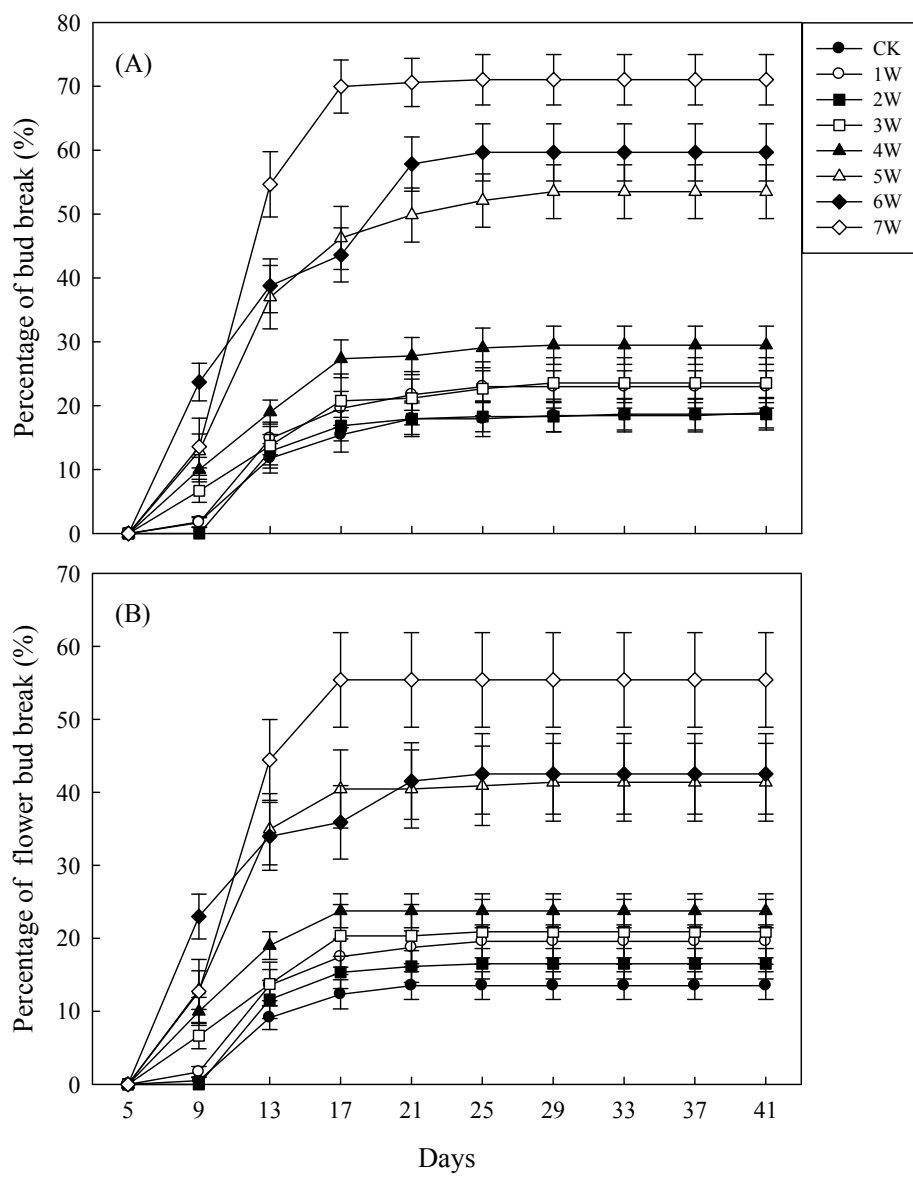 80
70
60
50
40
30
20
10
0
Percentage of bud break (%)
(A)
CK
1W
2W
3W
4W
5W
6W
7W
70
60
50
40
30
20
10
0
Percentage of flower bud break (%)
(B)
5 9 13 17 21 25 29 33 37 41
Days